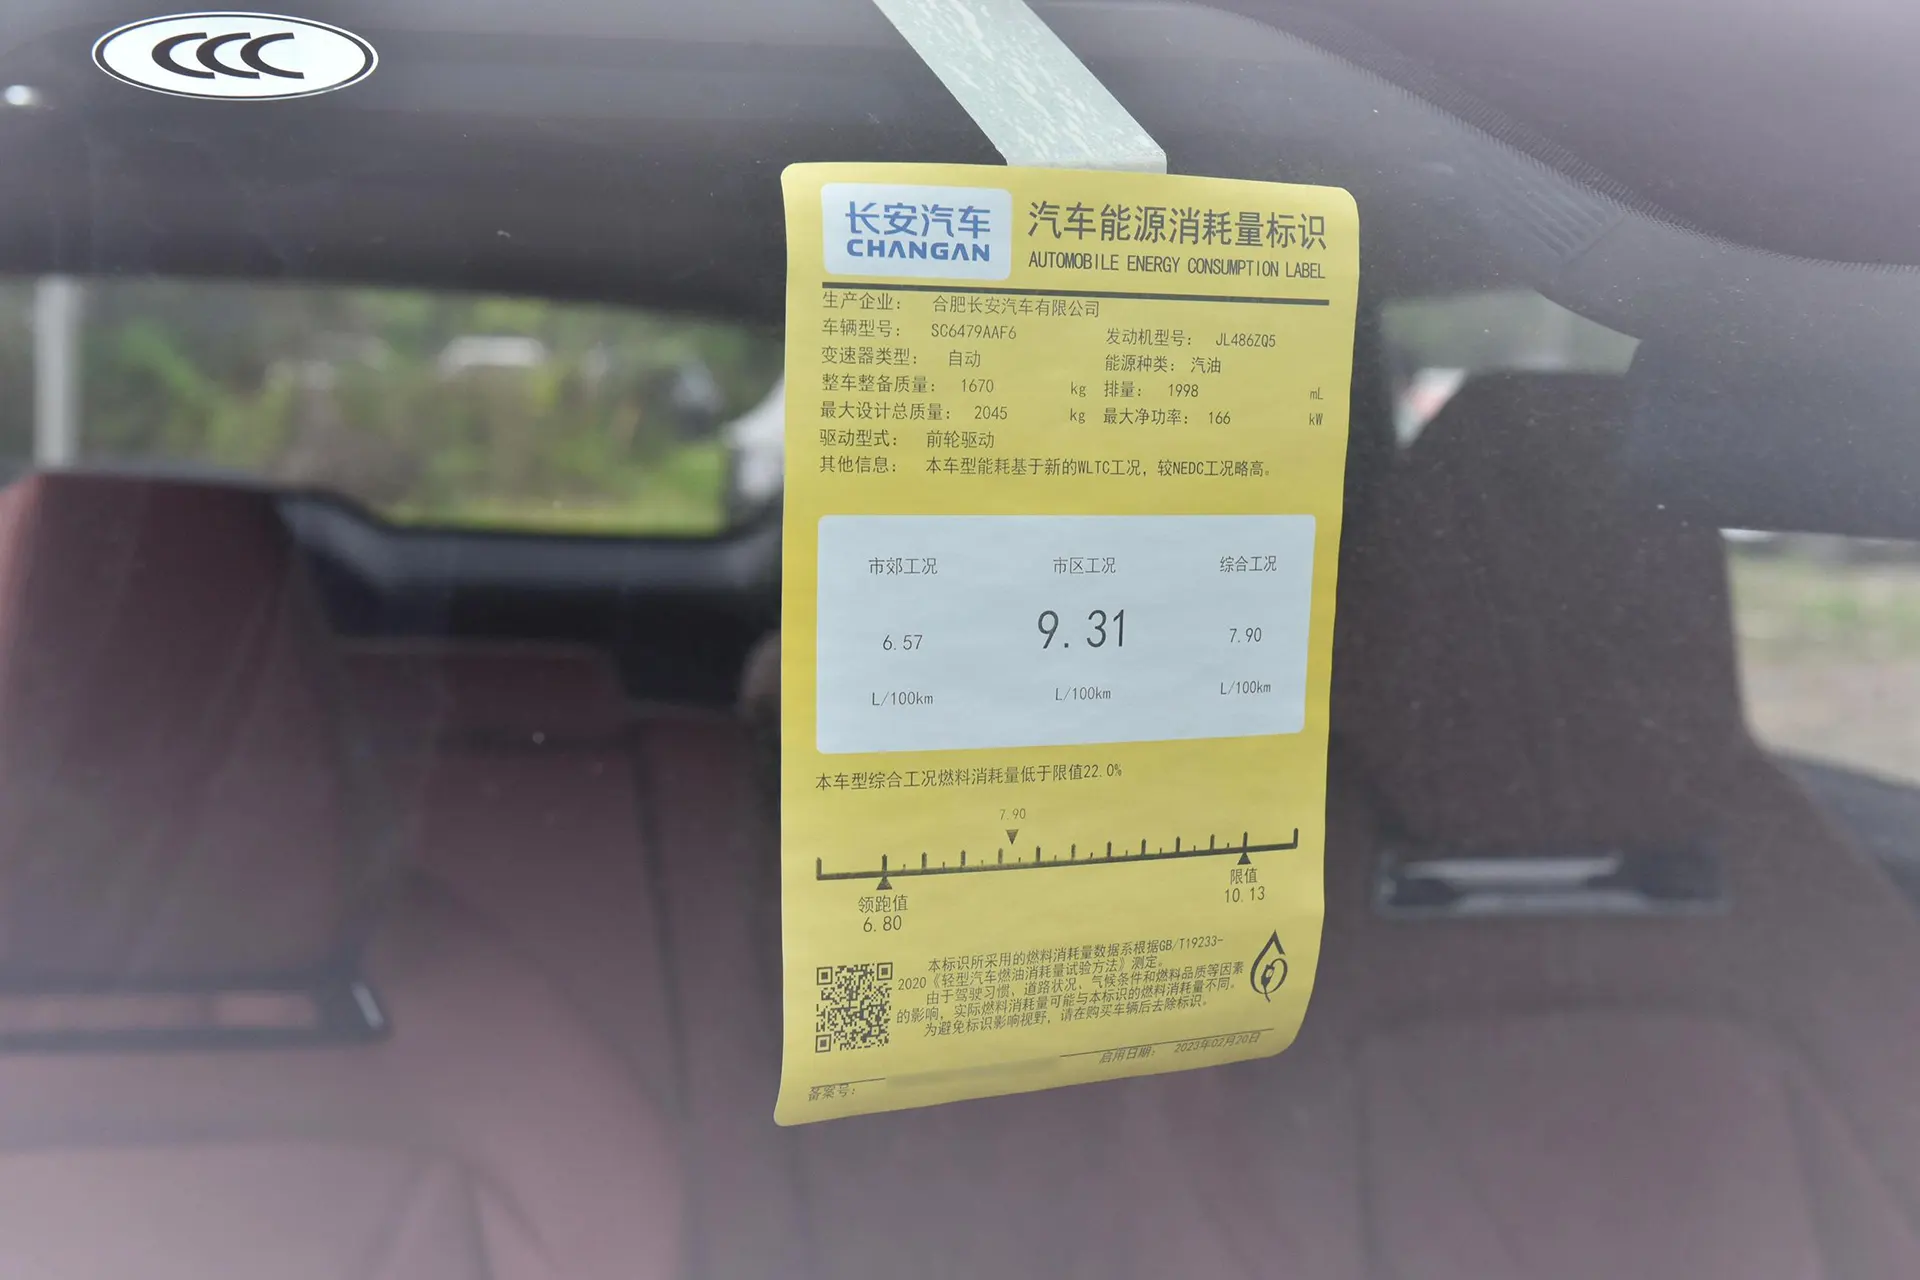 CCC
长安汽车
CHANGAN
汽车能源消耗量标识
AUTOMOBILE ENERGY CONSUMPTION LABEL
生产企业： 合肥长安汽车有限公司
车辆型号： SC6479AAF6 发动机型号： JL486ZQ5
变速器类型： 自动 能源种类： 汽油
整车整备质量： 1670 kg 排量： 1998 mL
最大设计总质量： 2045 kg 最大净功率： 166 kW
驱动型式： 前轮驱动
其他信息： 本车型能耗基于新的WLTC工况，较NEDC工况略高。
市郊工况 市区工况 综合工况
6.57 9.31 7.90
L/100km L/100km L/100km
本车型综合工况燃料消耗量低于限值22.0%
7.90
领跑值 限值
6.80 10.13
本标识所采用的燃料消耗量数据系根据GB/T19233-
2020《轻型汽车燃油消耗量试验方法》测定。
由于驾驶习惯、道路状况、气候条件和燃料品质等因素
的影响，实际燃料消耗量可能与本标识的燃料消耗量不同。
为避免标识影响视野，请在购买车辆后去除标识。
备案号： 启用日期： 2023年02月20日